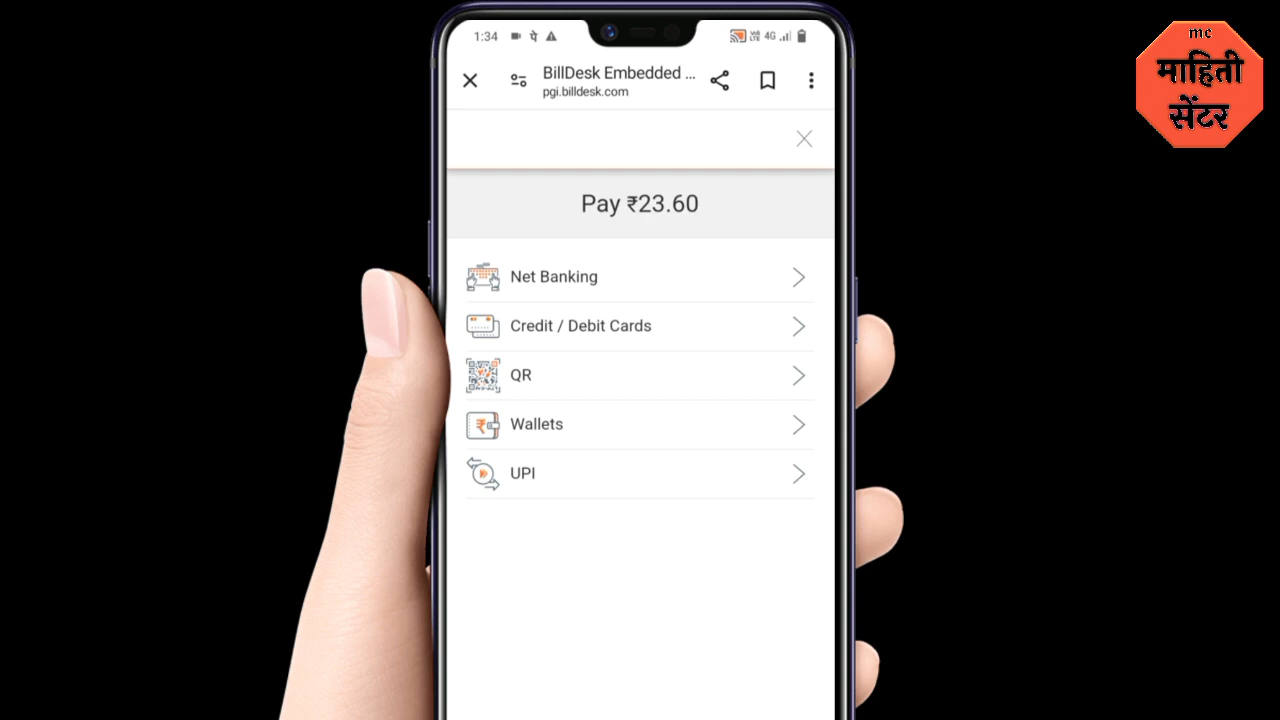 1:34
VoLTE 4G
BillDesk Embedded ...
pgi.billdesk.com
Pay ₹23.60
Net Banking
Credit / Debit Cards
QR
Wallets
UPI
mc
माहिती
सेंटर